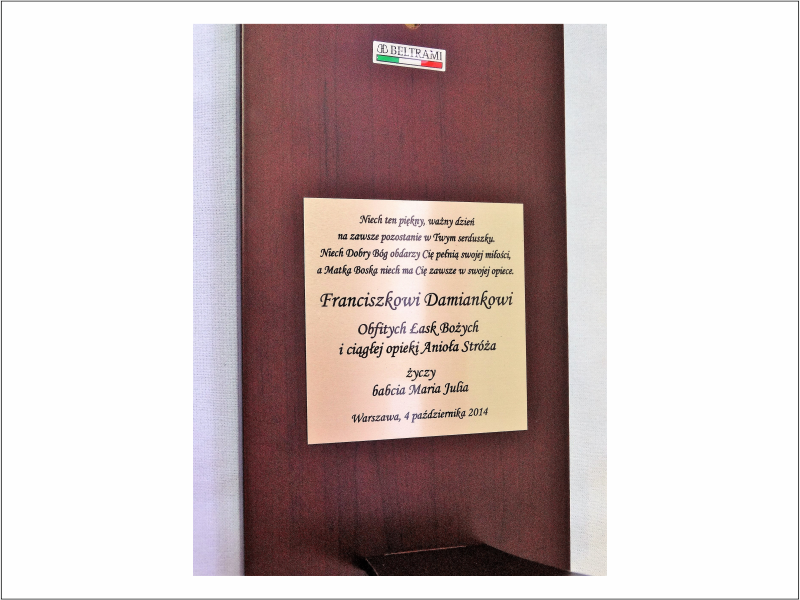 BELTRAMI
Niech ten piękny, ważny dzień
na zawsze pozostanie w Twym serduszku.
Niech Dobry Bóg obdarzy Cię pełnią swojej miłości,
a Matka Boska niech ma Cię zawsze w swojej opiece.
Franciszkowi Damiankowi
Obfitych Łask Bożych
i ciągłej opieki Anioła Stróża
życzy
babcia Maria Julia
Warszawa, 4 października 2014